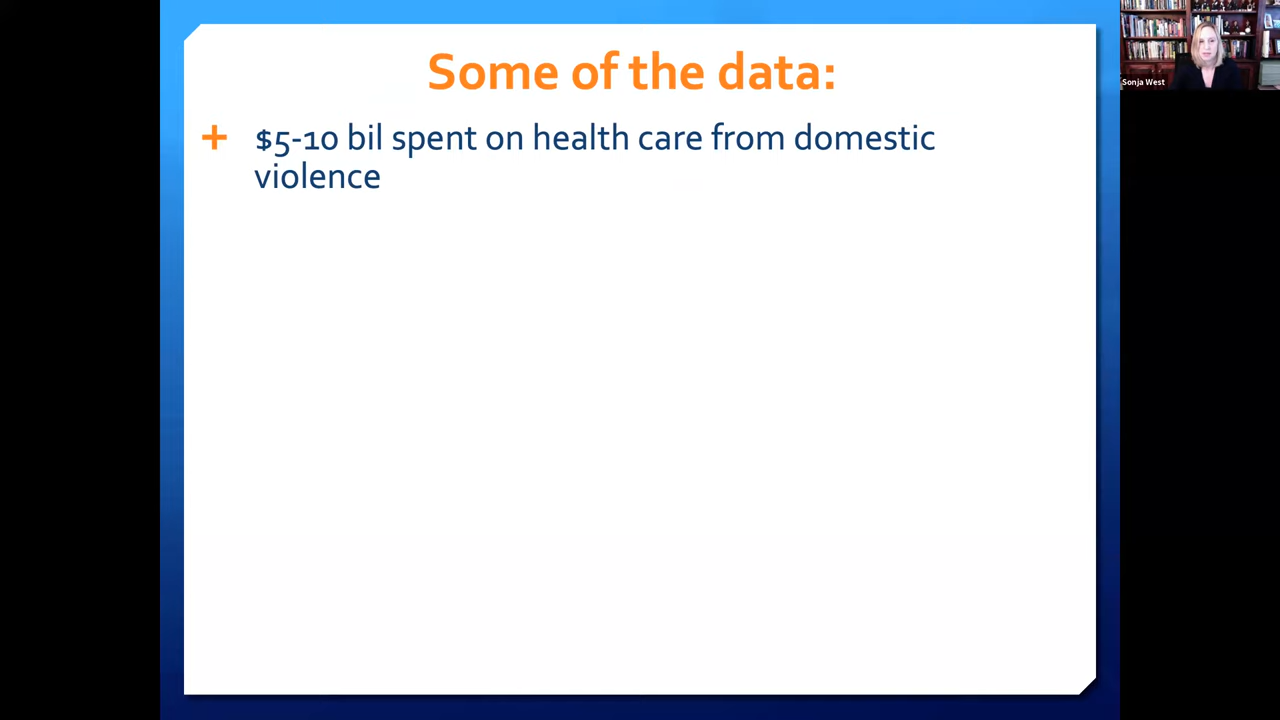 Some of the data:
+ $5-10 bil spent on health care from domestic
violence
Sonja West